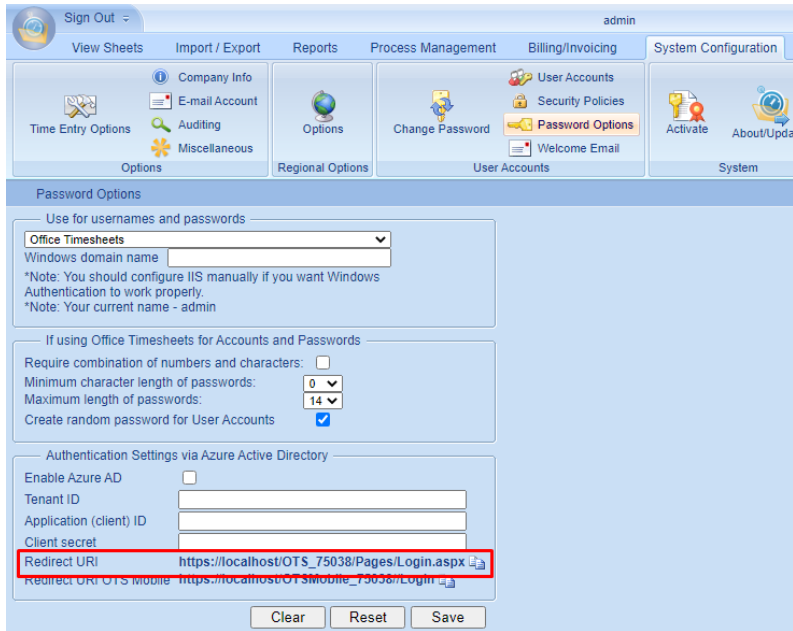 Sign Out
admin
View Sheets Import / Export Reports Process Management Billing/Invoicing System Configuration
Company Info User Accounts
E-mail Account Security Policies
Time Entry Options Auditing Options Change Password Password Options Activate About/Upda
Miscellaneous Welcome Email
Options Regional Options User Accounts System
Password Options
Use for usernames and passwords
Office Timesheets
Windows domain name
*Note: You should configure IIS manually if you want Windows
Authentication to work properly.
*Note: Your current name - admin
If using Office Timesheets for Accounts and Passwords
Require combination of numbers and characters:
Minimum character length of passwords: 0
Maximum length of passwords: 14
Create random password for User Accounts
Authentication Settings via Azure Active Directory
Enable Azure AD
Tenant ID
Application (client) ID
Client secret
Redirect URI https://localhost/OTS_75038/Pages/Login.aspx
Redirect URI OTS Mobile https://localhost/OTSMobile_75038//Login
Clear Reset Save